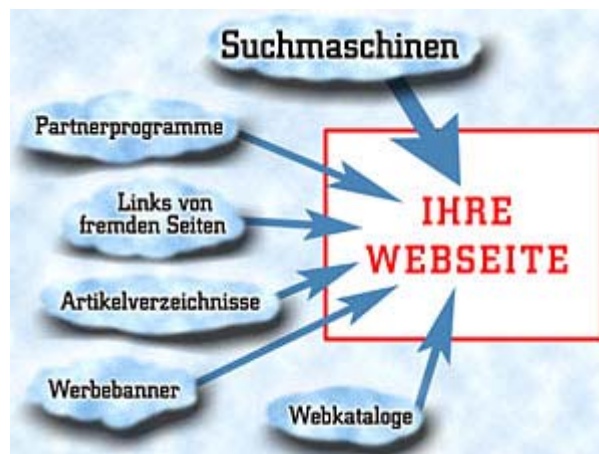 Suchmaschinen
Partnerprogramme
Links von
fremden Seiten
Artikelverzeichnisse
Werbebanner
Webkataloge
IHRE
WEBSEITE